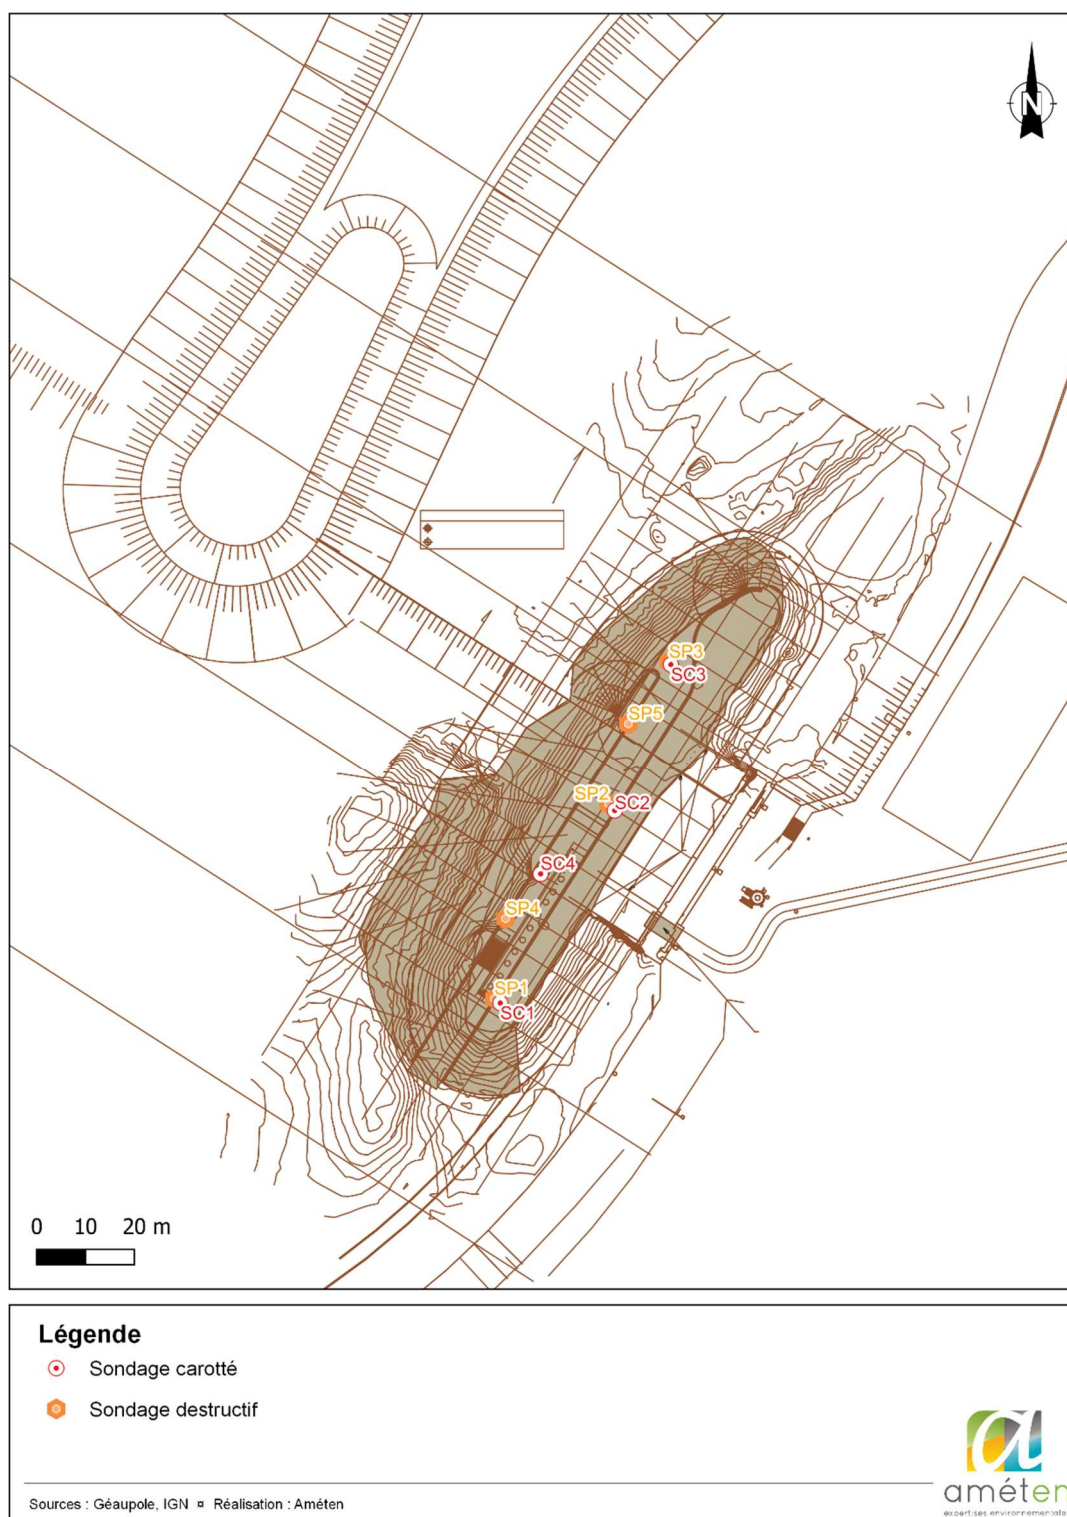 N
SP3
SC3
SP5
SP2
SC2
SC4
SP4
SP1
SC1
0 10 20 m
Légende
Sondage carotté
Sondage destructif
améten
expertises environnementales
Sources : Géaupole, IGN ¤ Réalisation : Améten